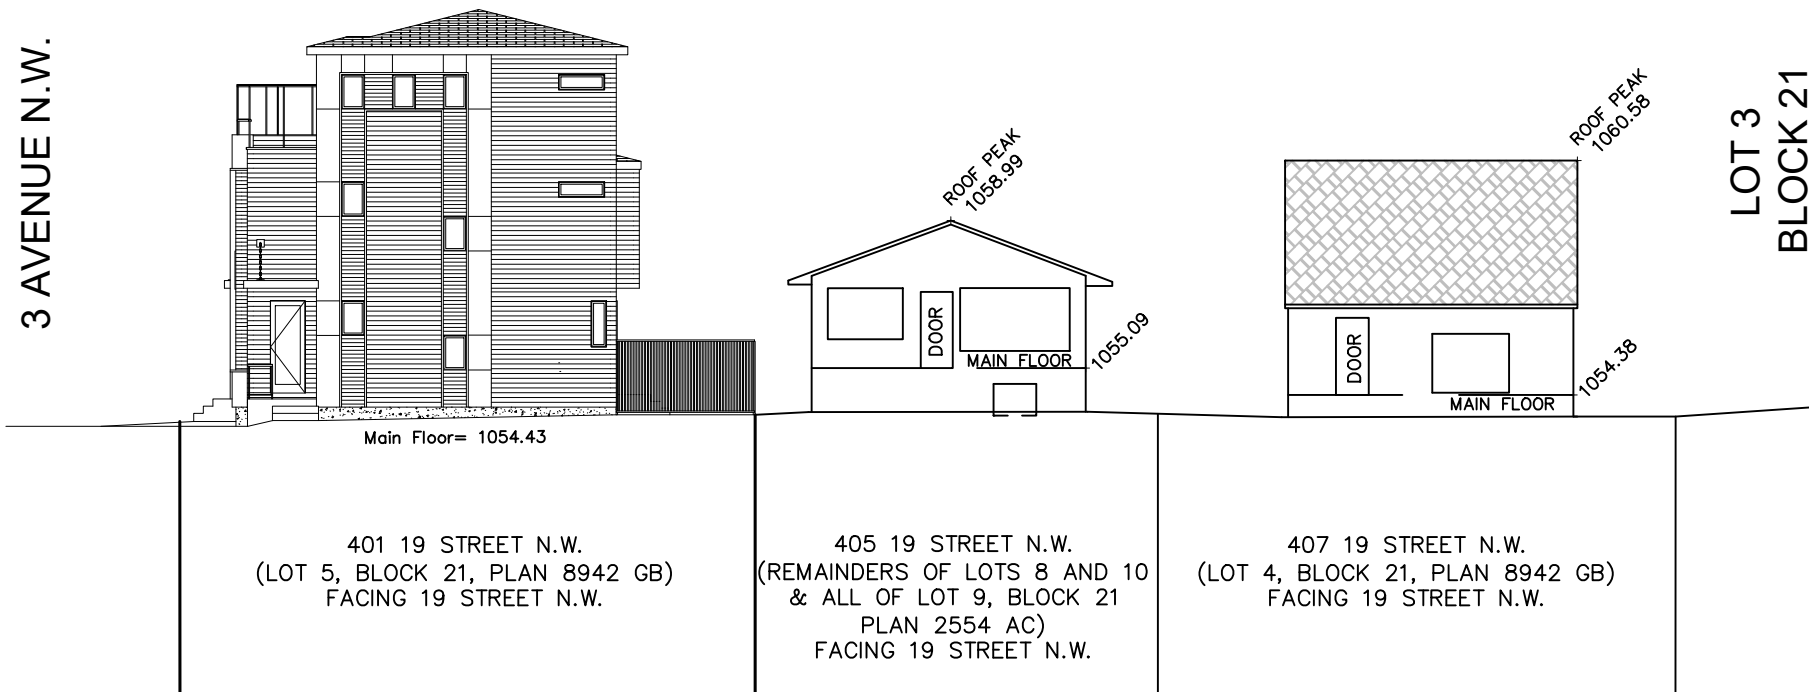 3 AVENUE N.W.
ROOF PEAK
1058.99
ROOF PEAK
1060.58
LOT 3
BLOCK 21
DOOR
MAIN FLOOR
1055.09
DOOR
MAIN FLOOR
1054.38
Main Floor= 1054.43
401 19 STREET N.W.
(LOT 5, BLOCK 21, PLAN 8942 GB)
FACING 19 STREET N.W.
405 19 STREET N.W.
(REMAINDERS OF LOTS 8 AND 10
& ALL OF LOT 9, BLOCK 21
PLAN 2554 AC)
FACING 19 STREET N.W.
407 19 STREET N.W.
(LOT 4, BLOCK 21, PLAN 8942 GB)
FACING 19 STREET N.W.